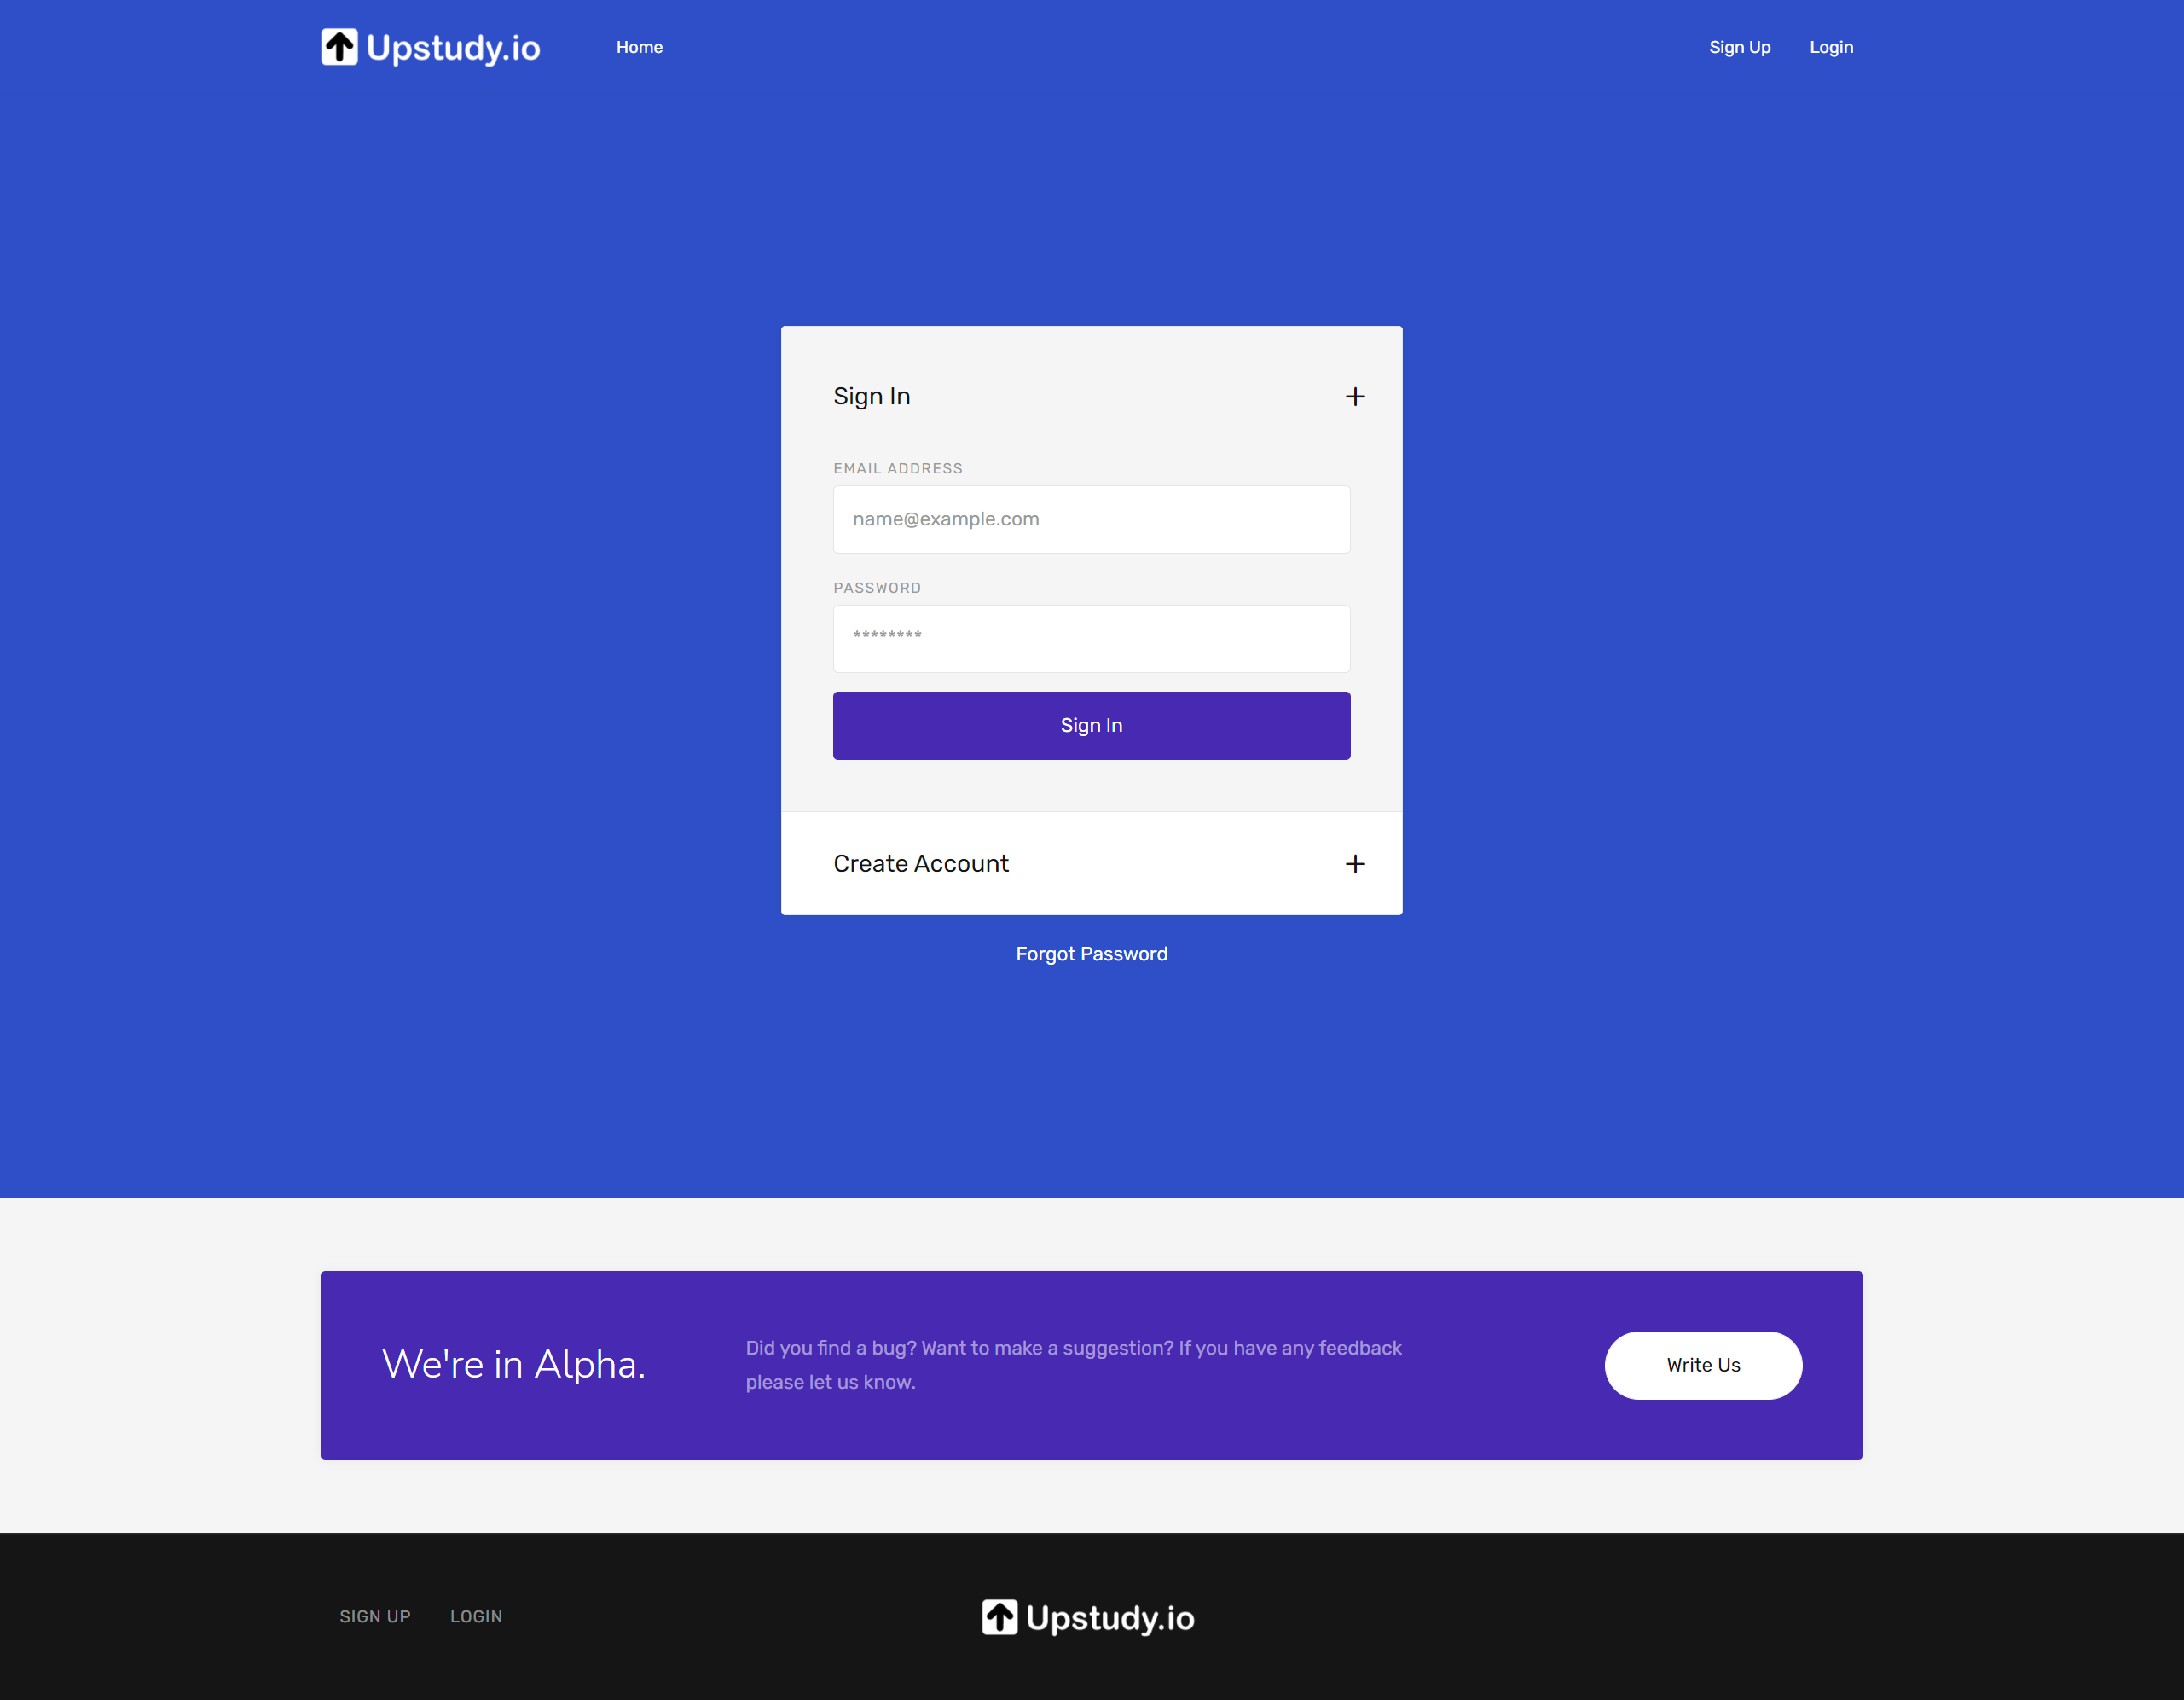 Upstudy.io
Home
Sign Up
Login
Sign In
EMAIL ADDRESS
name@example.com
PASSWORD
********
Sign In
Create Account
Forgot Password
We're in Alpha.
Did you find a bug? Want to make a suggestion? If you have any feedback
please let us know.
Write Us
SIGN UP
LOGIN
Upstudy.io